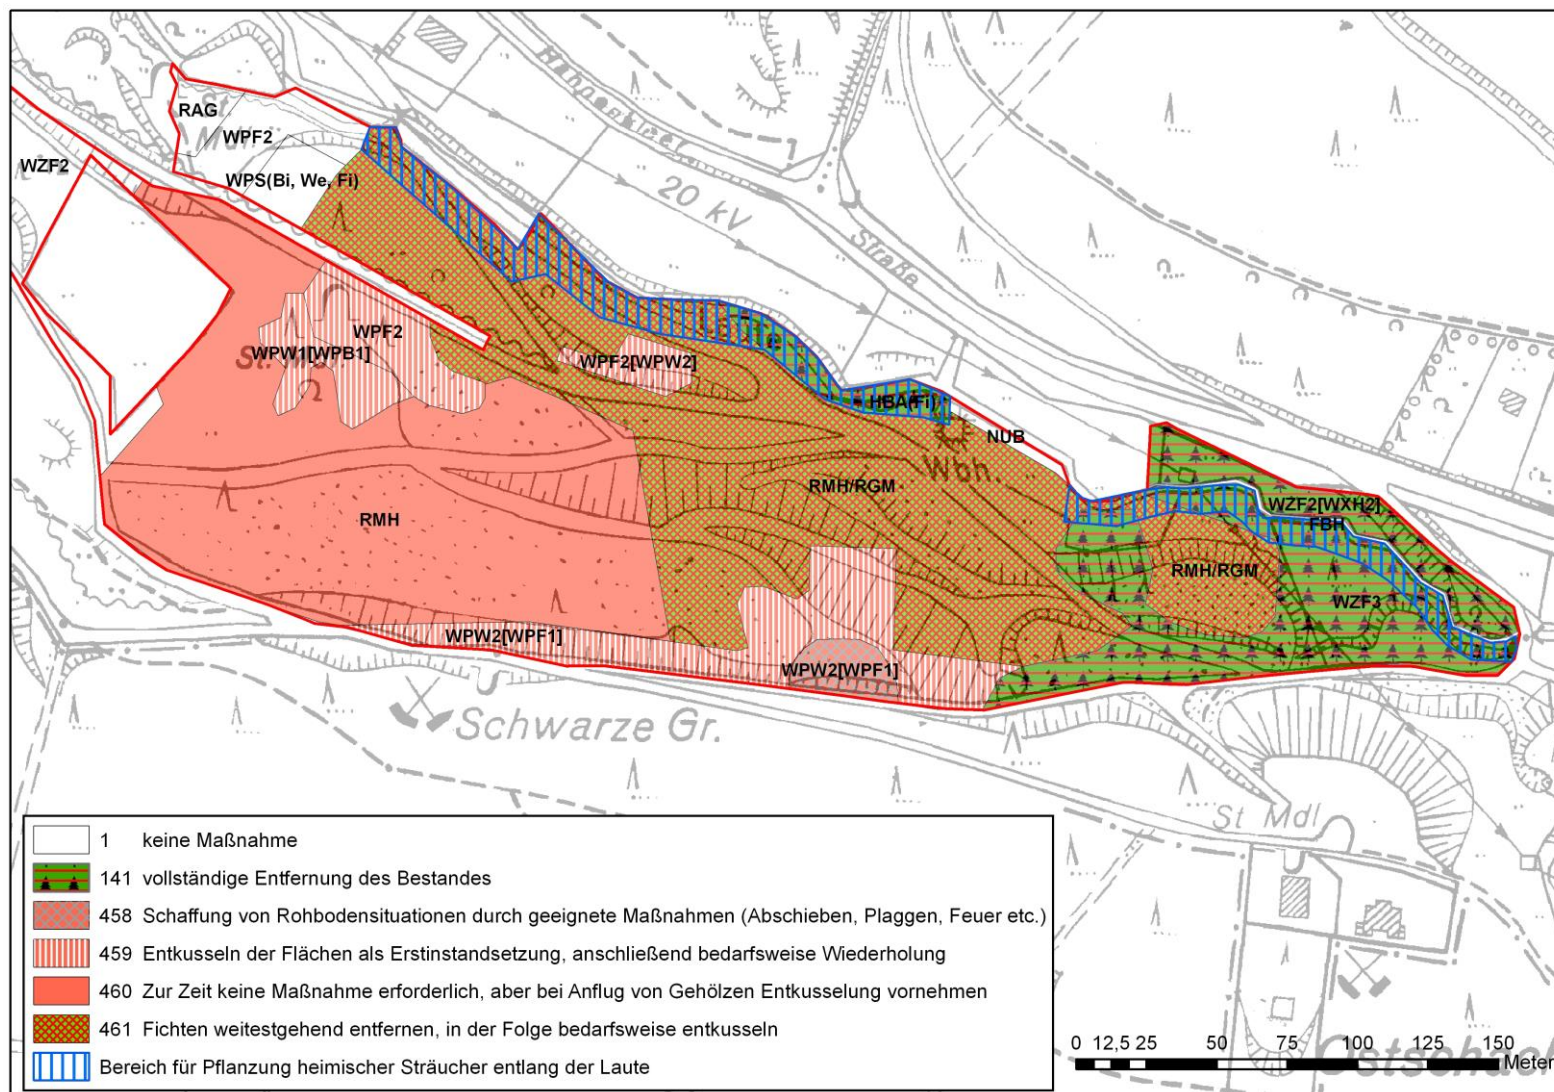 RAG
St.
WPF2
WZF2
WPS(Bi, We, Fi)
20 kV
Straße
WPF2
WPW1[WPB1]
WPF2[WPW2]
HBA(Fi)
NUB
Wbh.
RMH/RGM
RMH
WZF2[WXH2]
FBH
RMH/RGM
WZF3
WPW2[WPF1]
WPW2[WPF1]
Schwarze Gr.
St Mdl
1 keine Maßnahme
141 vollständige Entfernung des Bestandes
458 Schaffung von Rohbodensituationen durch geeignete Maßnahmen (Abschieben, Plaggen, Feuer etc.)
459 Entkusseln der Flächen als Erstinstandsetzung, anschließend bedarfsweise Wiederholung
460 Zur Zeit keine Maßnahme erforderlich, aber bei Anflug von Gehölzen Entkusselung vornehmen
461 Fichten weitestgehend entfernen, in der Folge bedarfsweise entkusseln
Bereich für Pflanzung heimischer Sträucher entlang der Laute
0 12,5 25 50 75 100 125 150
Meter